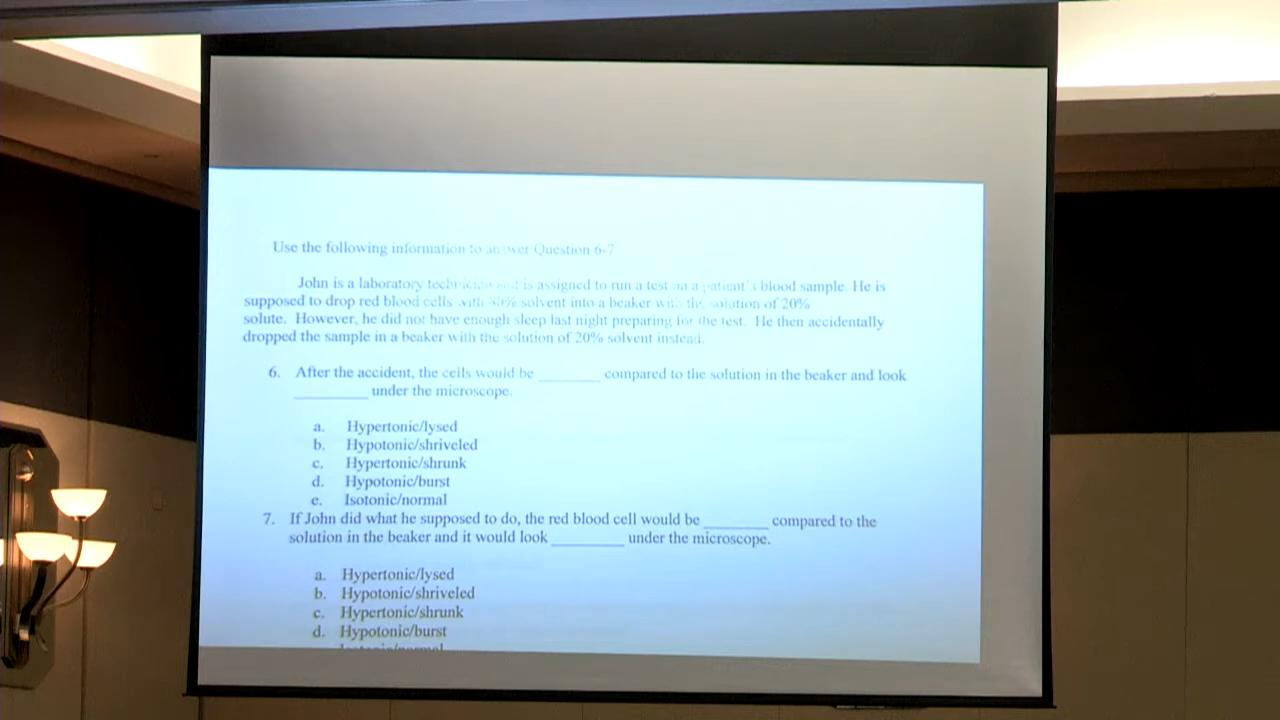 Use the following information to answer Question 6-7
John is a laboratory technician and is assigned to run a test on a patient's blood sample. He is
supposed to drop red blood cells with 80% solvent into a beaker with the solution of 20%
solute. However, he did not have enough sleep last night preparing for the test. He then accidentally
dropped the sample in a beaker with the solution of 20% solvent instead.
6. After the accident, the cells would be ________ compared to the solution in the beaker and look
_________ under the microscope.
a. Hypertonic/lysed
b. Hypotonic/shriveled
c. Hypertonic/shrunk
d. Hypotonic/burst
e. Isotonic/normal
7. If John did what he supposed to do, the red blood cell would be ________ compared to the
solution in the beaker and it would look _________ under the microscope.
a. Hypertonic/lysed
b. Hypotonic/shriveled
c. Hypertonic/shrunk
d. Hypotonic/burst
Isotonic/normal